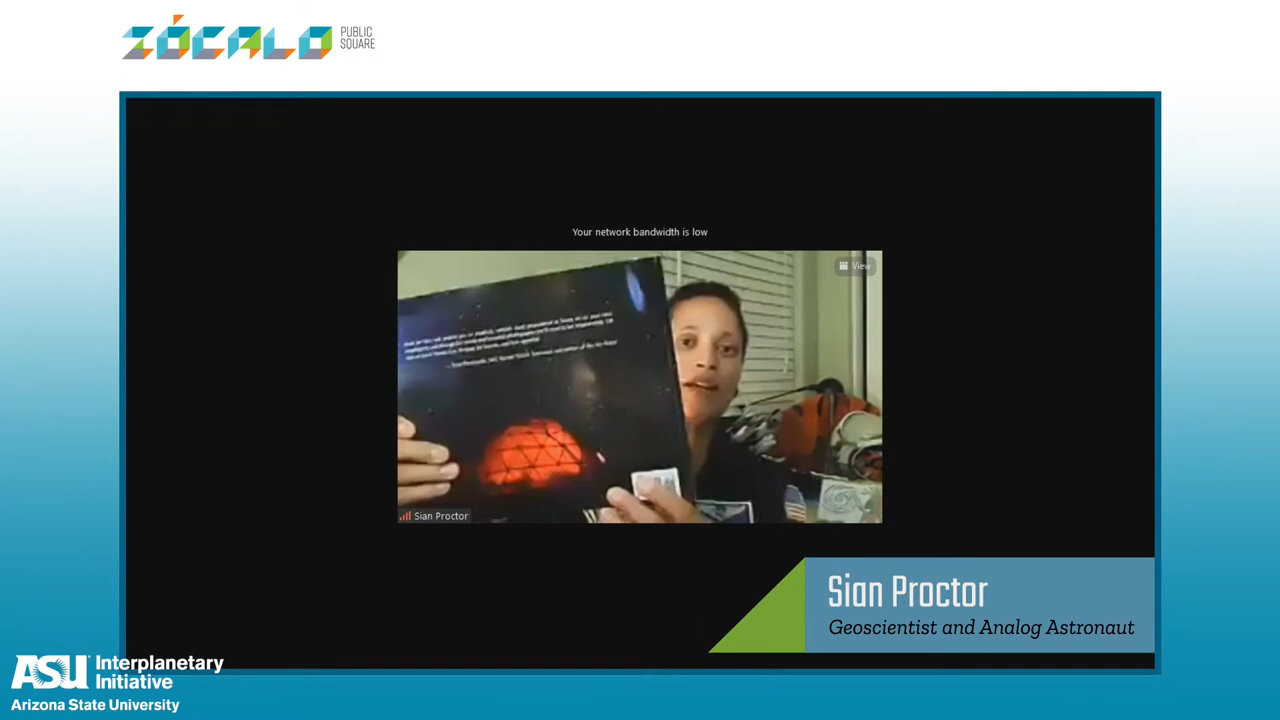 ZÓCALO
PUBLIC
SQUARE
Your network bandwidth is low
View
Sian Proctor
Sian Proctor
Geoscientist and Analog Astronaut
ASU Interplanetary
Initiative
Arizona State University